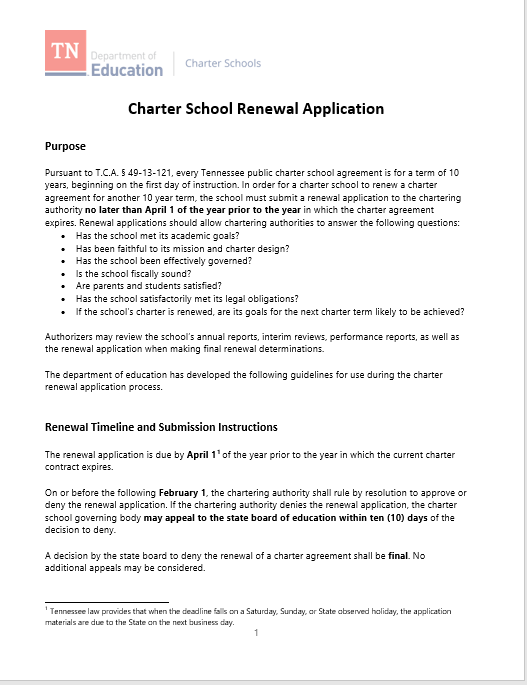 TN
Department of
Education
Charter Schools
Charter School Renewal Application
Purpose
Pursuant to T.C.A. § 49-13-121, every Tennessee public charter school agreement is for a term of 10
years, beginning on the first day of instruction. In order for a charter school to renew a charter
agreement for another 10 year term, the school must submit a renewal application to the chartering
authority no later than April 1 of the year prior to the year in which the charter agreement
expires. Renewal applications should allow chartering authorities to answer the following questions:
• Has the school met its academic goals?
• Has been faithful to its mission and charter design?
• Has the school been effectively governed?
• Is the school fiscally sound?
• Are parents and students satisfied?
• Has the school satisfactorily met its legal obligations?
• If the school's charter is renewed, are its goals for the next charter term likely to be achieved?
Authorizers may review the school's annual reports, interim reviews, performance reports, as well as
the renewal application when making final renewal determinations.
The department of education has developed the following guidelines for use during the charter
renewal application process.
Renewal Timeline and Submission Instructions
The renewal application is due by April 1¹ of the year prior to the year in which the current charter
contract expires.
On or before the following February 1, the chartering authority shall rule by resolution to approve or
deny the renewal application. If the chartering authority denies the renewal application, the charter
school governing body may appeal to the state board of education within ten (10) days of the
decision to deny.
A decision by the state board to deny the renewal of a charter agreement shall be final. No
additional appeals may be considered.
¹ Tennessee law provides that when the deadline falls on a Saturday, Sunday, or State observed holiday, the application
materials are due to the State on the next business day.
1